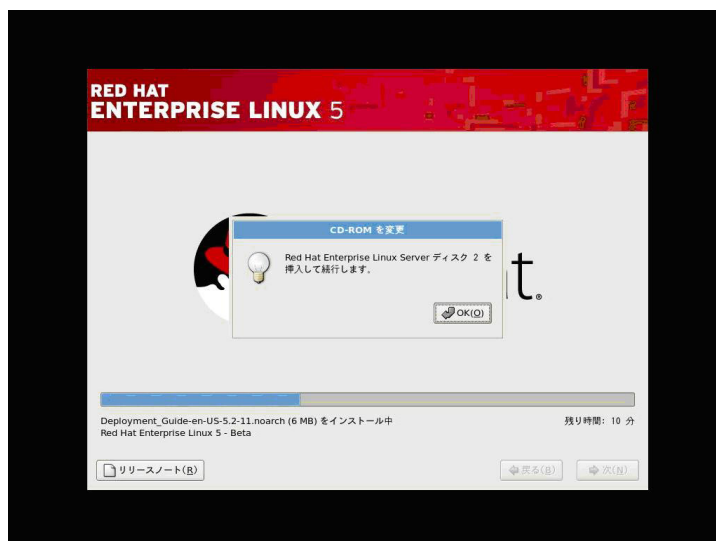 RED HAT
ENTERPRISE LINUX 5
CD-ROM を変更
Red Hat Enterprise Linux Server ディスク 2 を
挿入して続行します。
OK(O)
t.
Deployment_Guide-en-US-5.2-11.noarch (6 MB) をインストール中
残り時間: 10 分
Red Hat Enterprise Linux 5 - Beta
リリースノート(R)
戻る(B)
次(N)